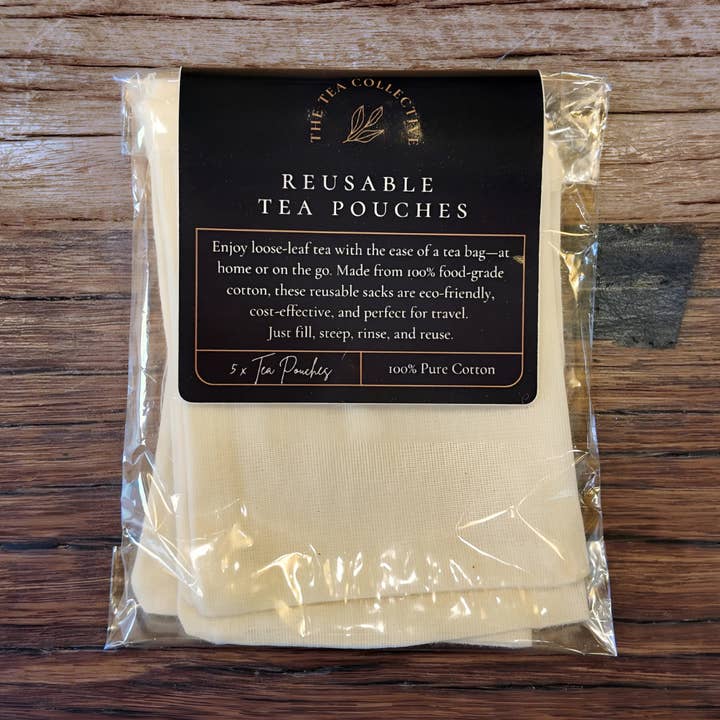 THE TEA COLLECTIVE
REUSABLE
TEA POUCHES
Enjoy loose-leaf tea with the ease of a tea bag—at
home or on the go. Made from 100% food-grade
cotton, these reusable sacks are eco-friendly,
cost-effective, and perfect for travel.
Just fill, steep, rinse, and reuse.
5 x Tea Pouches
100% Pure Cotton